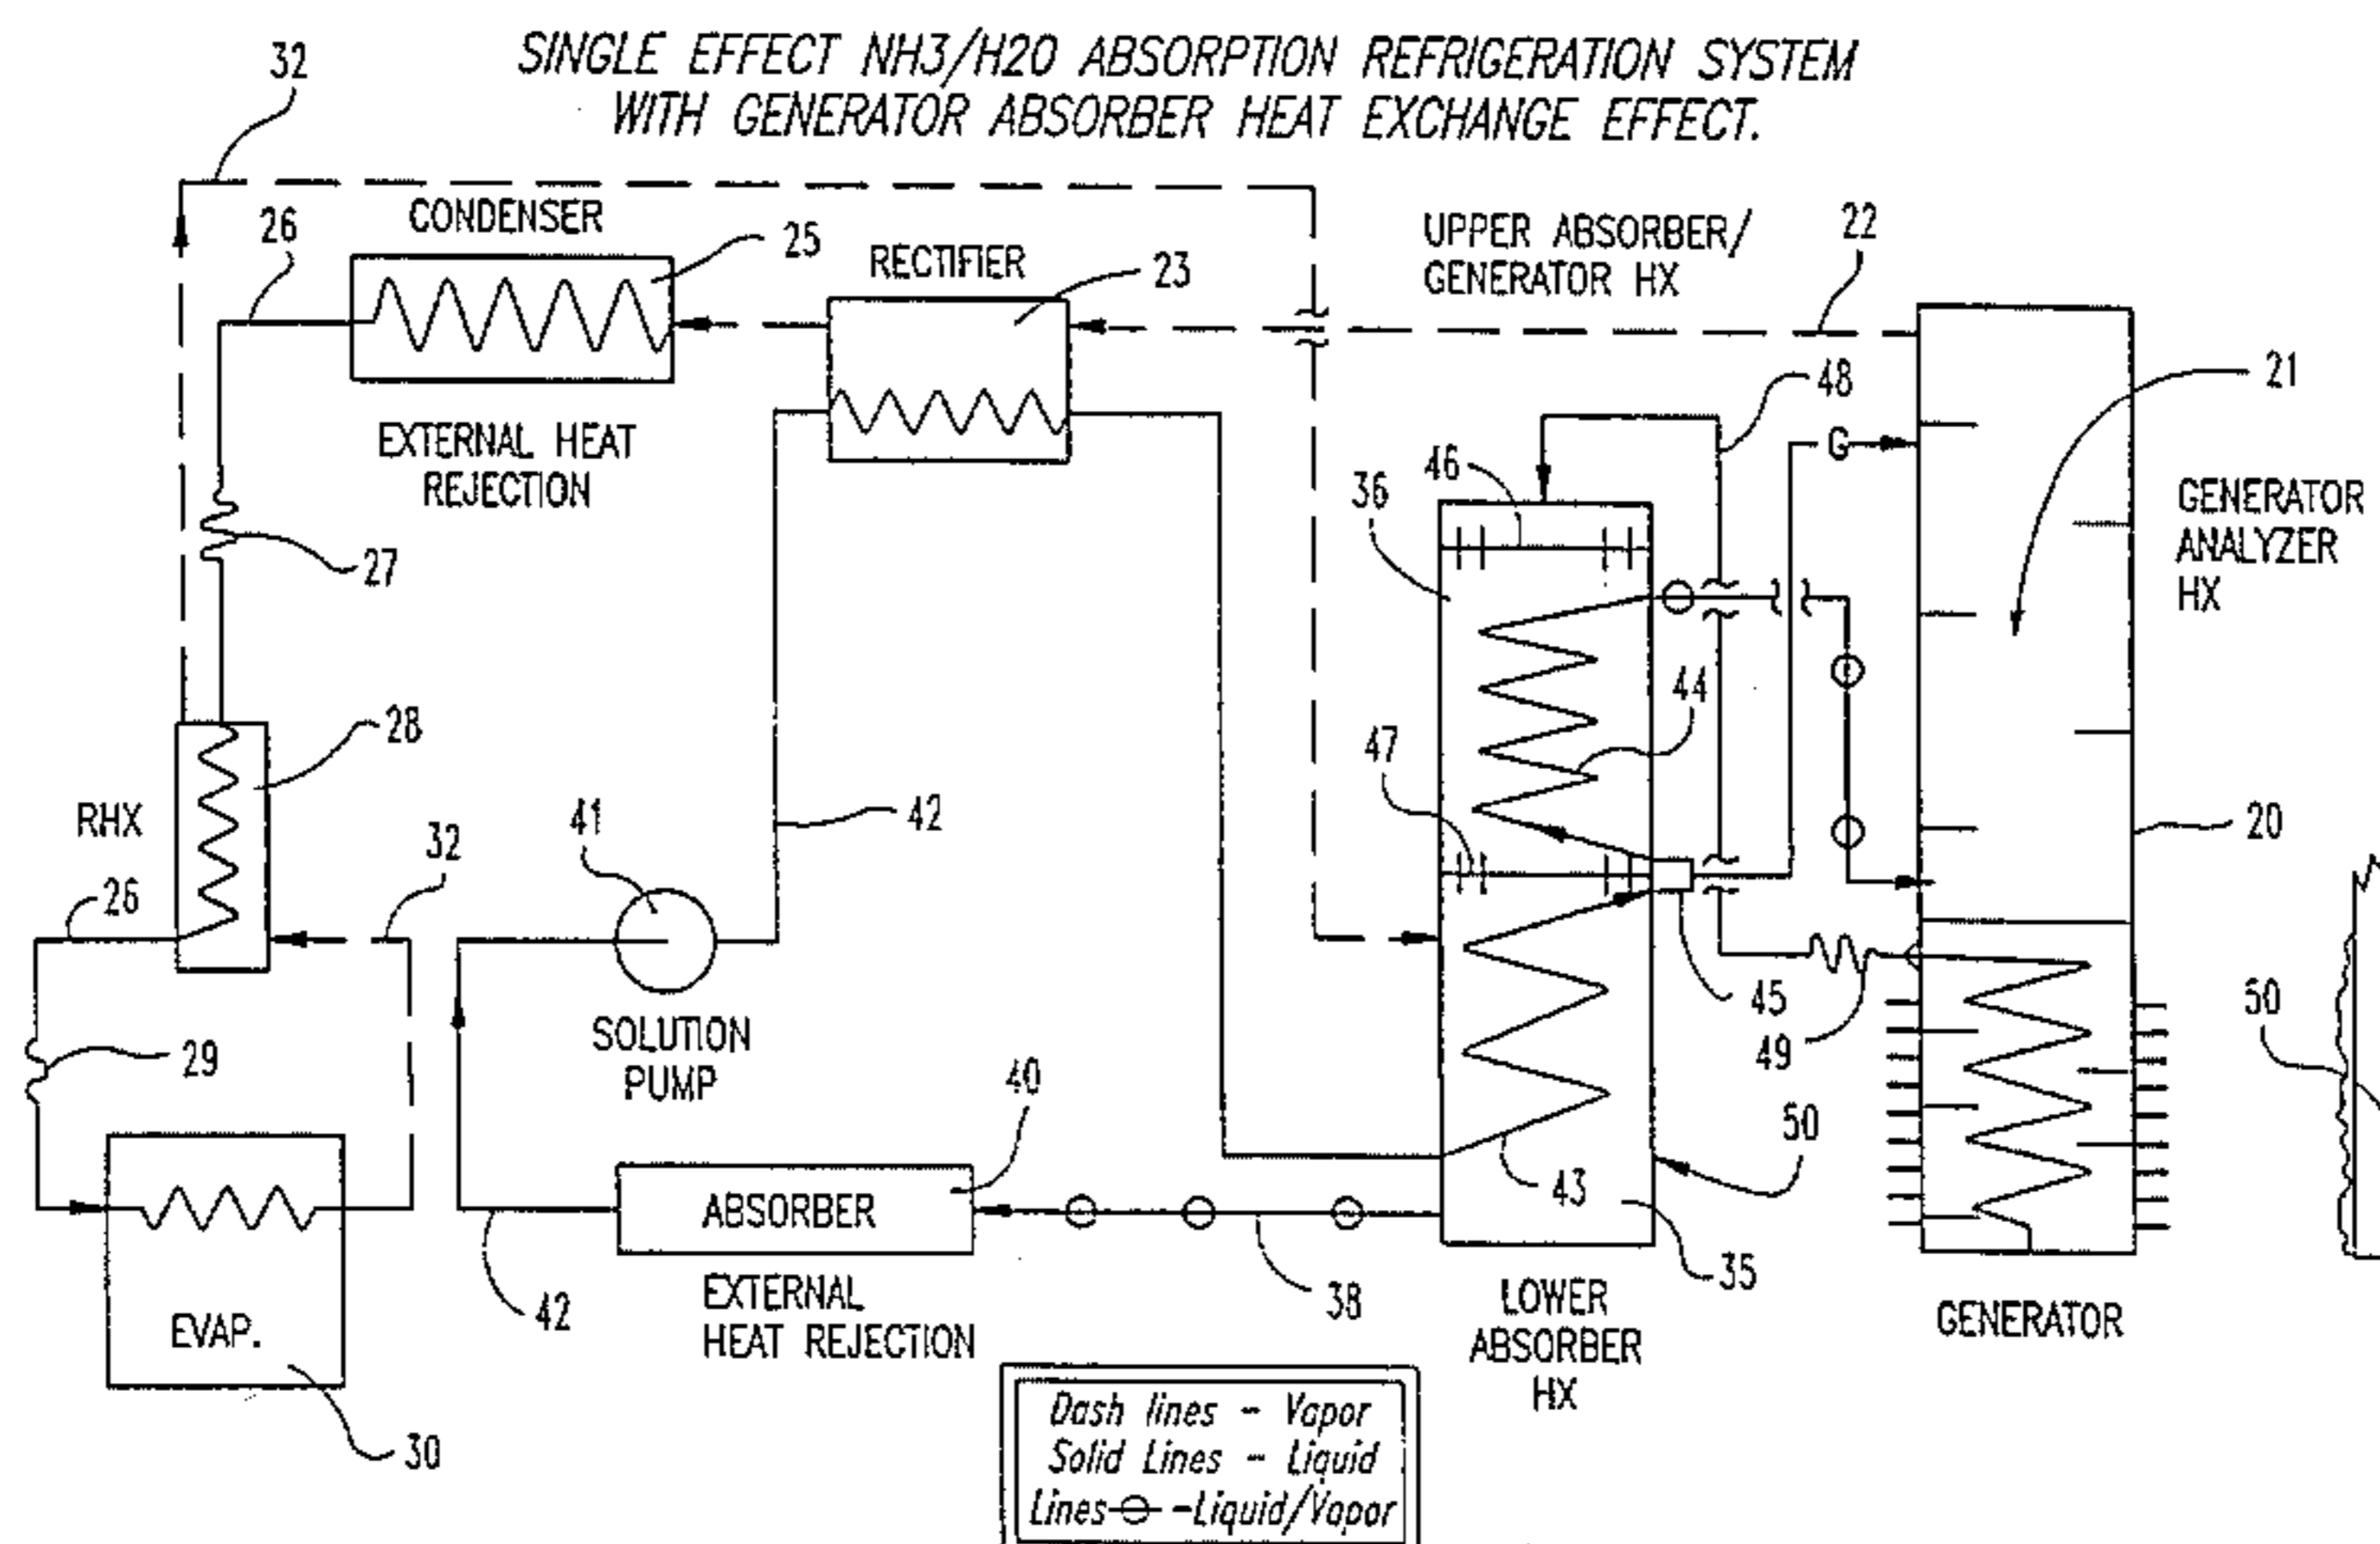 SINGLE EFFECT NH3/H20 ABSORPTION REFRIGERATION SYSTEM
WITH GENERATOR ABSORBER HEAT EXCHANGE EFFECT.
32
26
CONDENSER
25
RECTIFIER
23
UPPER ABSORBER/
GENERATOR HX
22
48
21
G
EXTERNAL HEAT
REJECTION
46
36
GENERATOR
ANALYZER
HX
27
44
28
47
RHX
41
42
20
32
26
45
50
SOLUTION
PUMP
49
29
40
50
ABSORBER
43
42
EXTERNAL
HEAT REJECTION
38
35
LOWER
ABSORBER
HX
GENERATOR
EVAP.
30
Dash lines - Vapor
Solid Lines - Liquid
Lines - -Liquid/Vapor